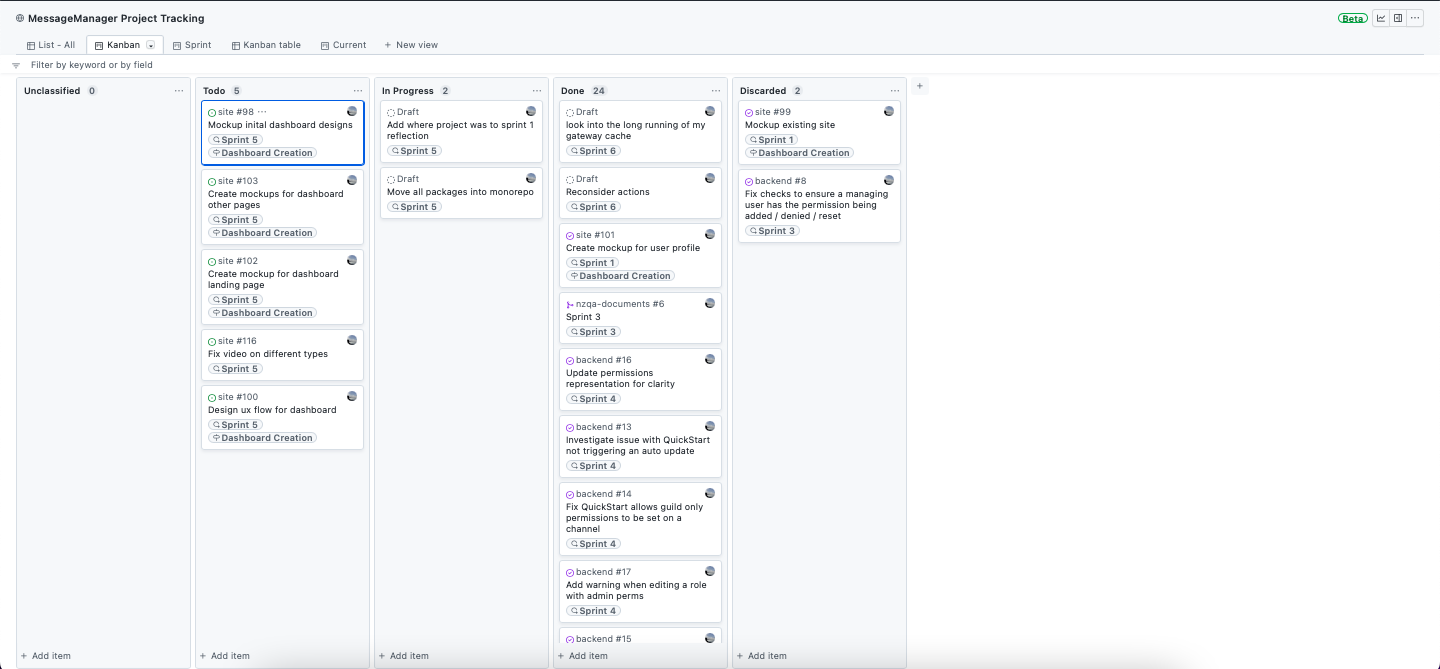 MessageManager Project Tracking
Beta
List - All
Kanban
Sprint
Kanban table
Current
+ New view
Filter by keyword or by field
Unclassified 0
+ Add item
Todo 5
site #98
Mockup inital dashboard designs
Sprint 5
Dashboard Creation
site #103
Create mockups for dashboard
other pages
Sprint 5
Dashboard Creation
site #102
Create mockup for dashboard
landing page
Sprint 5
Dashboard Creation
site #116
Fix video on different types
Sprint 5
site #100
Design ux flow for dashboard
Sprint 5
Dashboard Creation
+ Add item
In Progress 2
Draft
Add where project was to sprint 1
reflection
Sprint 5
Draft
Move all packages into monorepo
Sprint 5
+ Add item
Done 24
Draft
look into the long running of my
gateway cache
Sprint 6
Draft
Reconsider actions
Sprint 6
site #101
Create mockup for user profile
Sprint 1
Dashboard Creation
nzqa-documents #6
Sprint 3
Sprint 3
backend #16
Update permissions
representation for clarity
Sprint 4
backend #13
Investigate issue with QuickStart
not triggering an auto update
Sprint 4
backend #14
Fix QuickStart allows guild only
permissions to be set on a
channel
Sprint 4
backend #17
Add warning when editing a role
with admin perms
Sprint 4
backend #15
+ Add item
Discarded 2
site #99
Mockup existing site
Sprint 1
Dashboard Creation
backend #8
Fix checks to ensure a managing
user has the permission being
added / denied / reset
Sprint 3
+ Add item
+